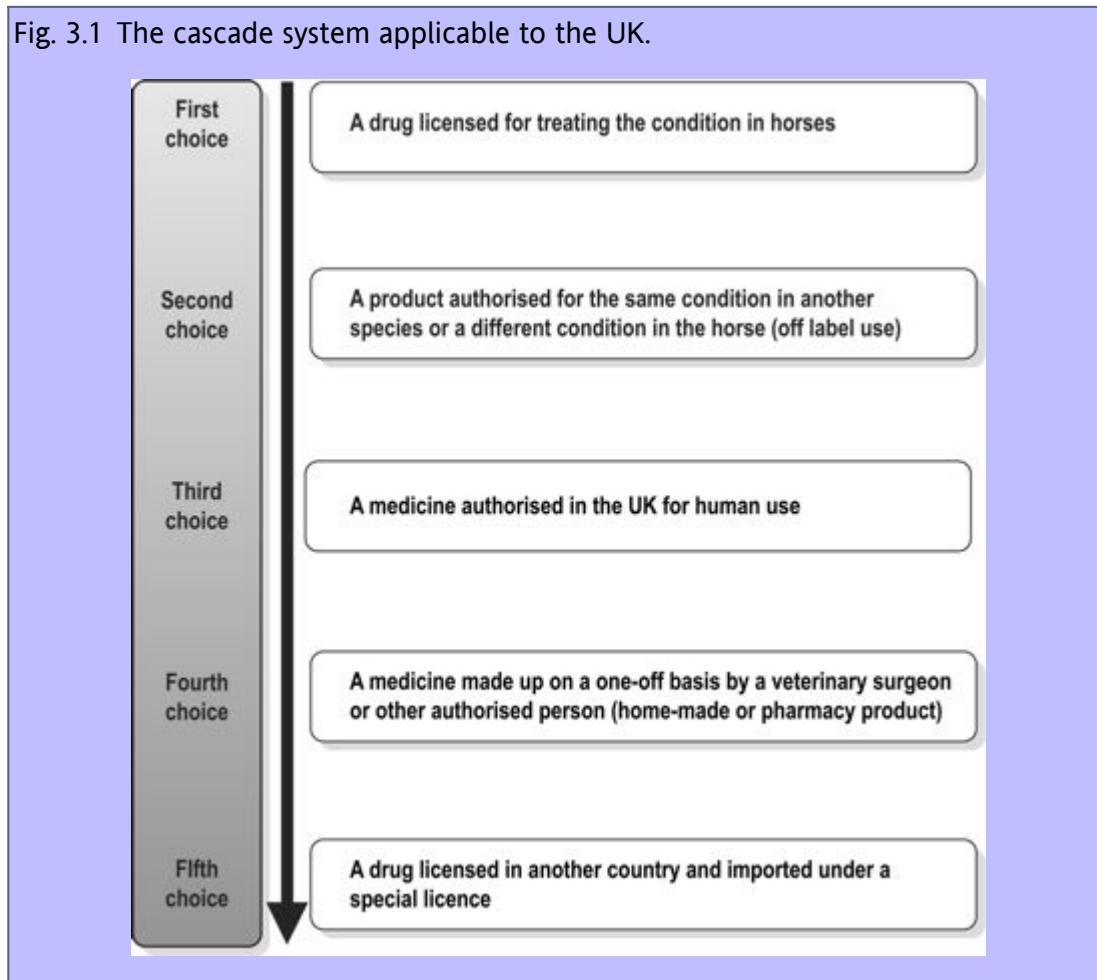 Fig. 3.1 The cascade system applicable to the UK.
First
choice
A drug licensed for treating the condition in horses
Second
choice
A product authorised for the same condition in another
species or a different condition in the horse (off label use)
Third
choice
A medicine authorised in the UK for human use
Fourth
choice
A medicine made up on a one-off basis by a veterinary surgeon
or other authorised person (home-made or pharmacy product)
FIfth
choice
A drug licensed in another country and imported under a
special licence